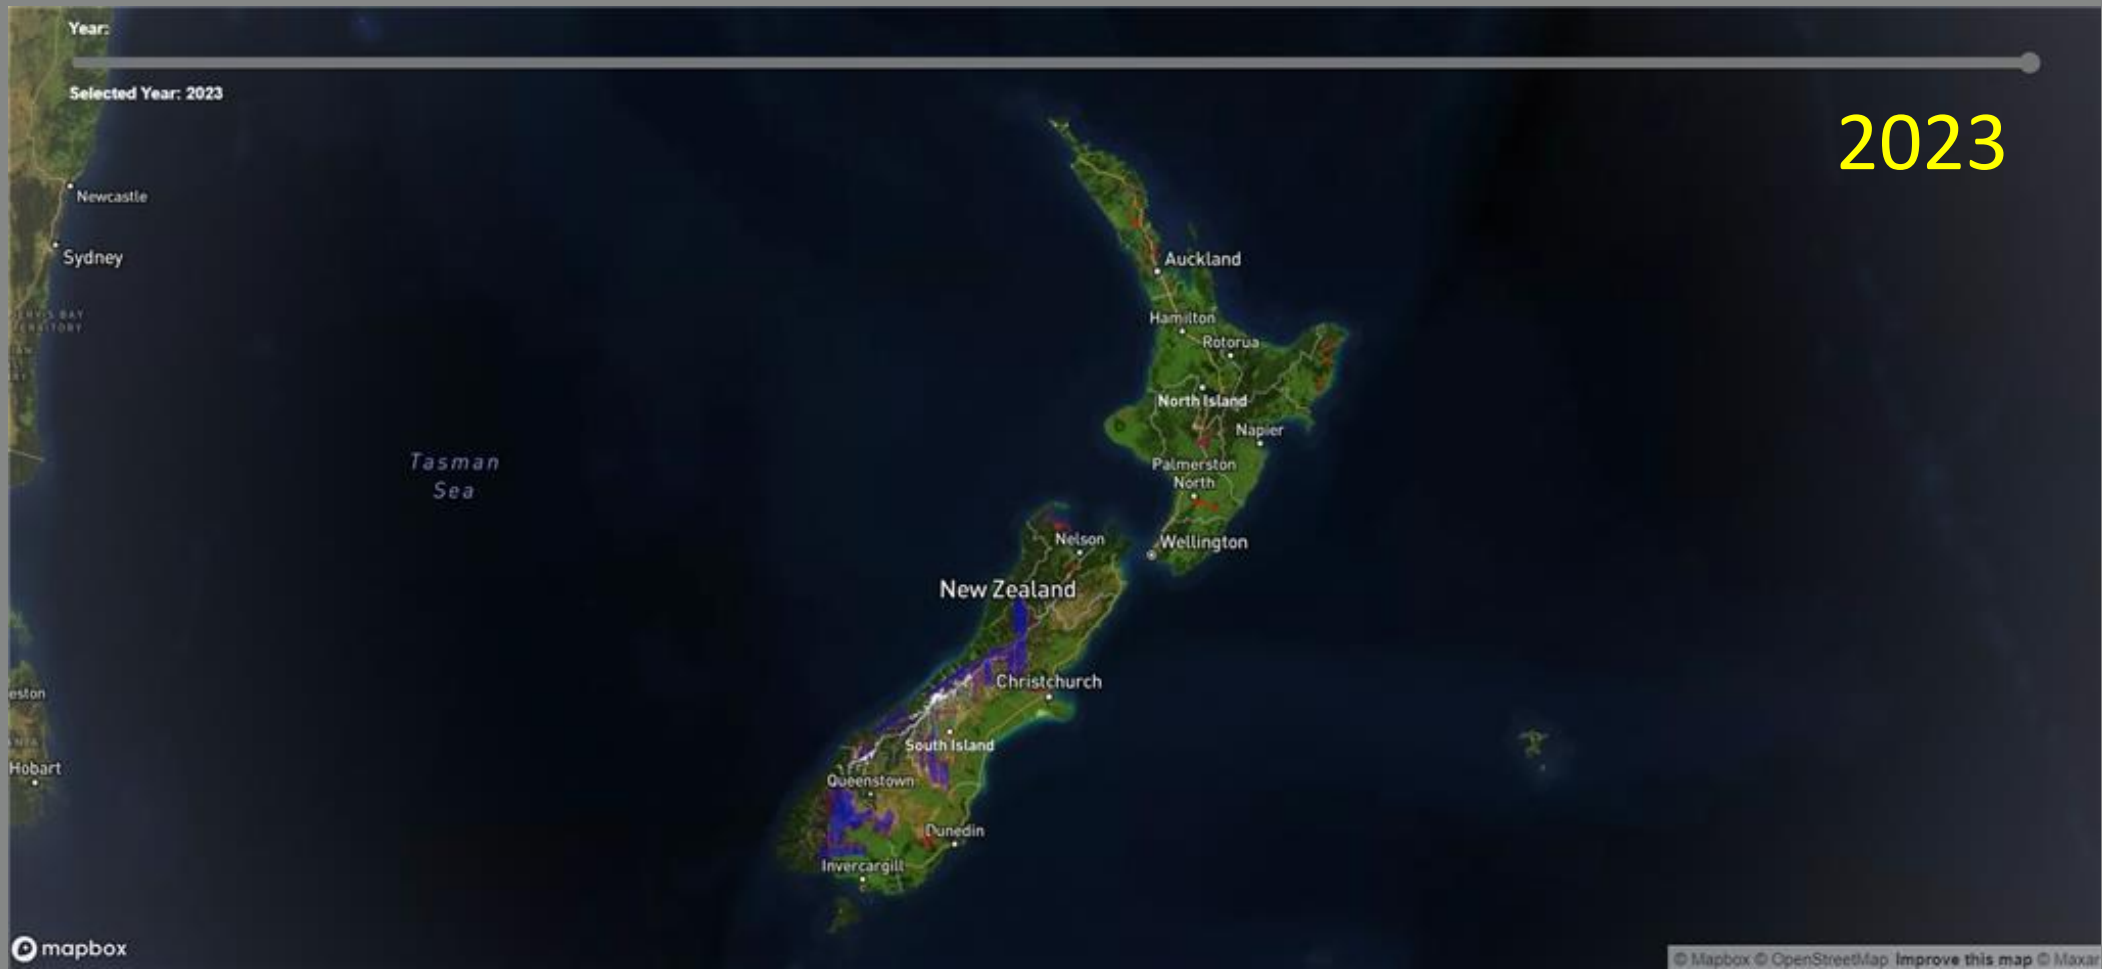 Year:
Selected Year: 2023
2023
Newcastle
Sydney
Auckland
Hamilton
Rotorua
North Island
Napier
Tasman
Sea
Palmerston
North
Nelson
Wellington
New Zealand
Christchurch
eston
South Island
Hobart
Queenstown
Dunedin
Invercargill
mapbox
© Mapbox © OpenStreetMap Improve this map © Maxar